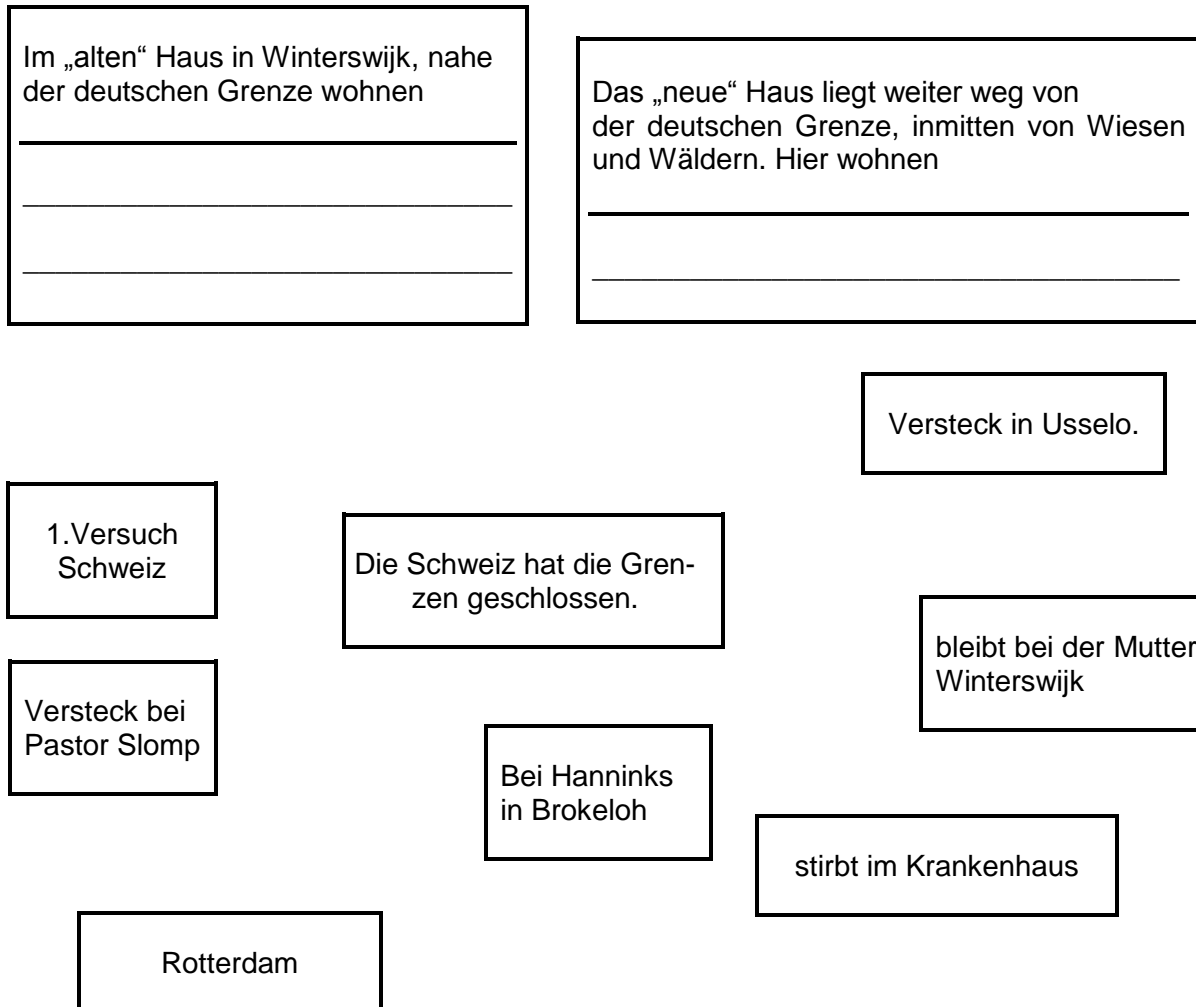 Im „alten“ Haus in Winterswijk, nahe
der deutschen Grenze wohnen
Das „neue“ Haus liegt weiter weg von
der deutschen Grenze, inmitten von Wiesen
und Wäldern. Hier wohnen
Versteck in Usselo.
1.Versuch
Schweiz
Die Schweiz hat die Gren-
zen geschlossen.
bleibt bei der Mutter
Winterswijk
Versteck bei
Pastor Slomp
Bei Hanninks
in Brokeloh
stirbt im Krankenhaus
Rotterdam